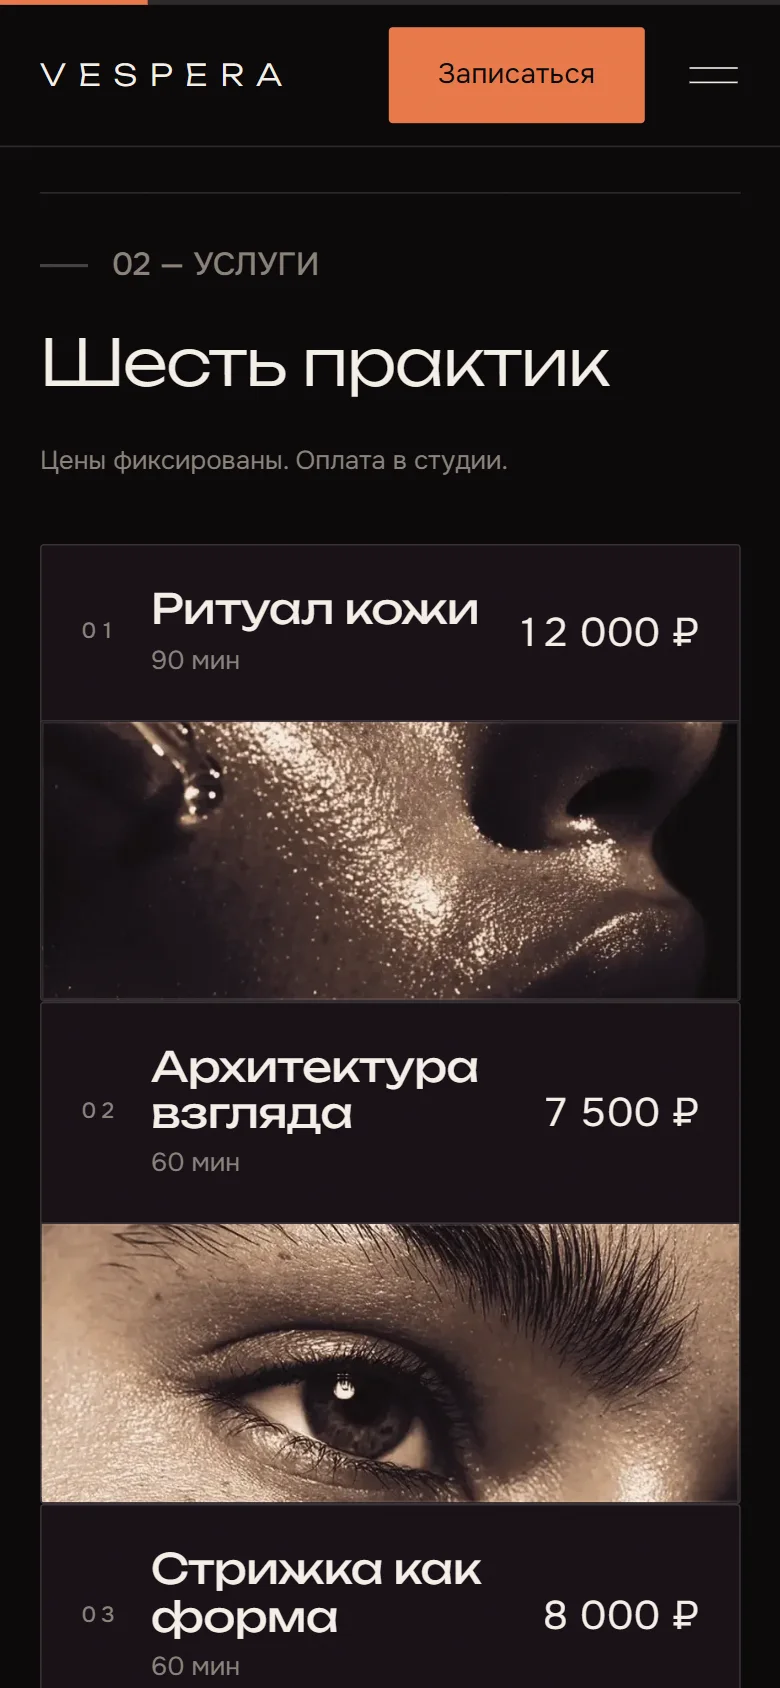 VESPERA
Записаться
02 — УСЛУГИ
Шесть практик
Цены фиксированы. Оплата в студии.
01
Ритуал кожи
90 мин
12 000 ₽
02
Архитектура
взгляда
60 мин
7 500 ₽
03
Стрижка как
форма
60 мин
8 000 ₽